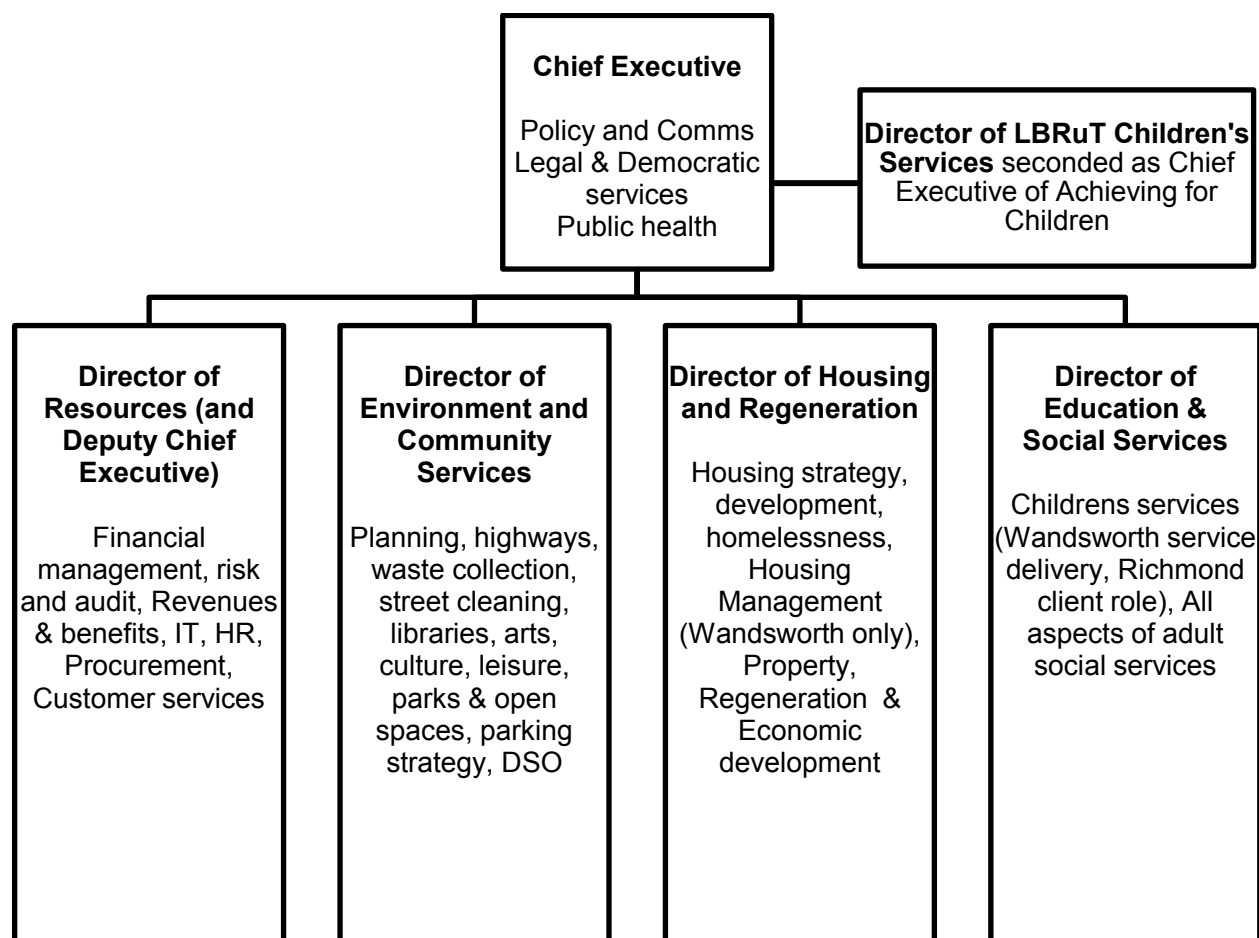 Chief Executive
Policy and Comms
Legal & Democratic
services
Public health
Director of LBRuT Children's
Services seconded as Chief
Executive of Achieving for
Children
Director of
Resources (and
Deputy Chief
Executive)
Financial
management, risk
and audit, Revenues
& benefits, IT, HR,
Procurement,
Customer services
Director of
Environment and
Community
Services
Planning, highways,
waste collection,
street cleaning,
libraries, arts,
culture, leisure,
parks & open
spaces, parking
strategy, DSO
Director of Housing
and Regeneration
Housing strategy,
development,
homelessness,
Housing
Management
(Wandsworth only),
Property,
Regeneration &
Economic
development
Director of
Education &
Social Services
Childrens services
(Wandsworth service
delivery, Richmond
client role), All
aspects of adult
social services